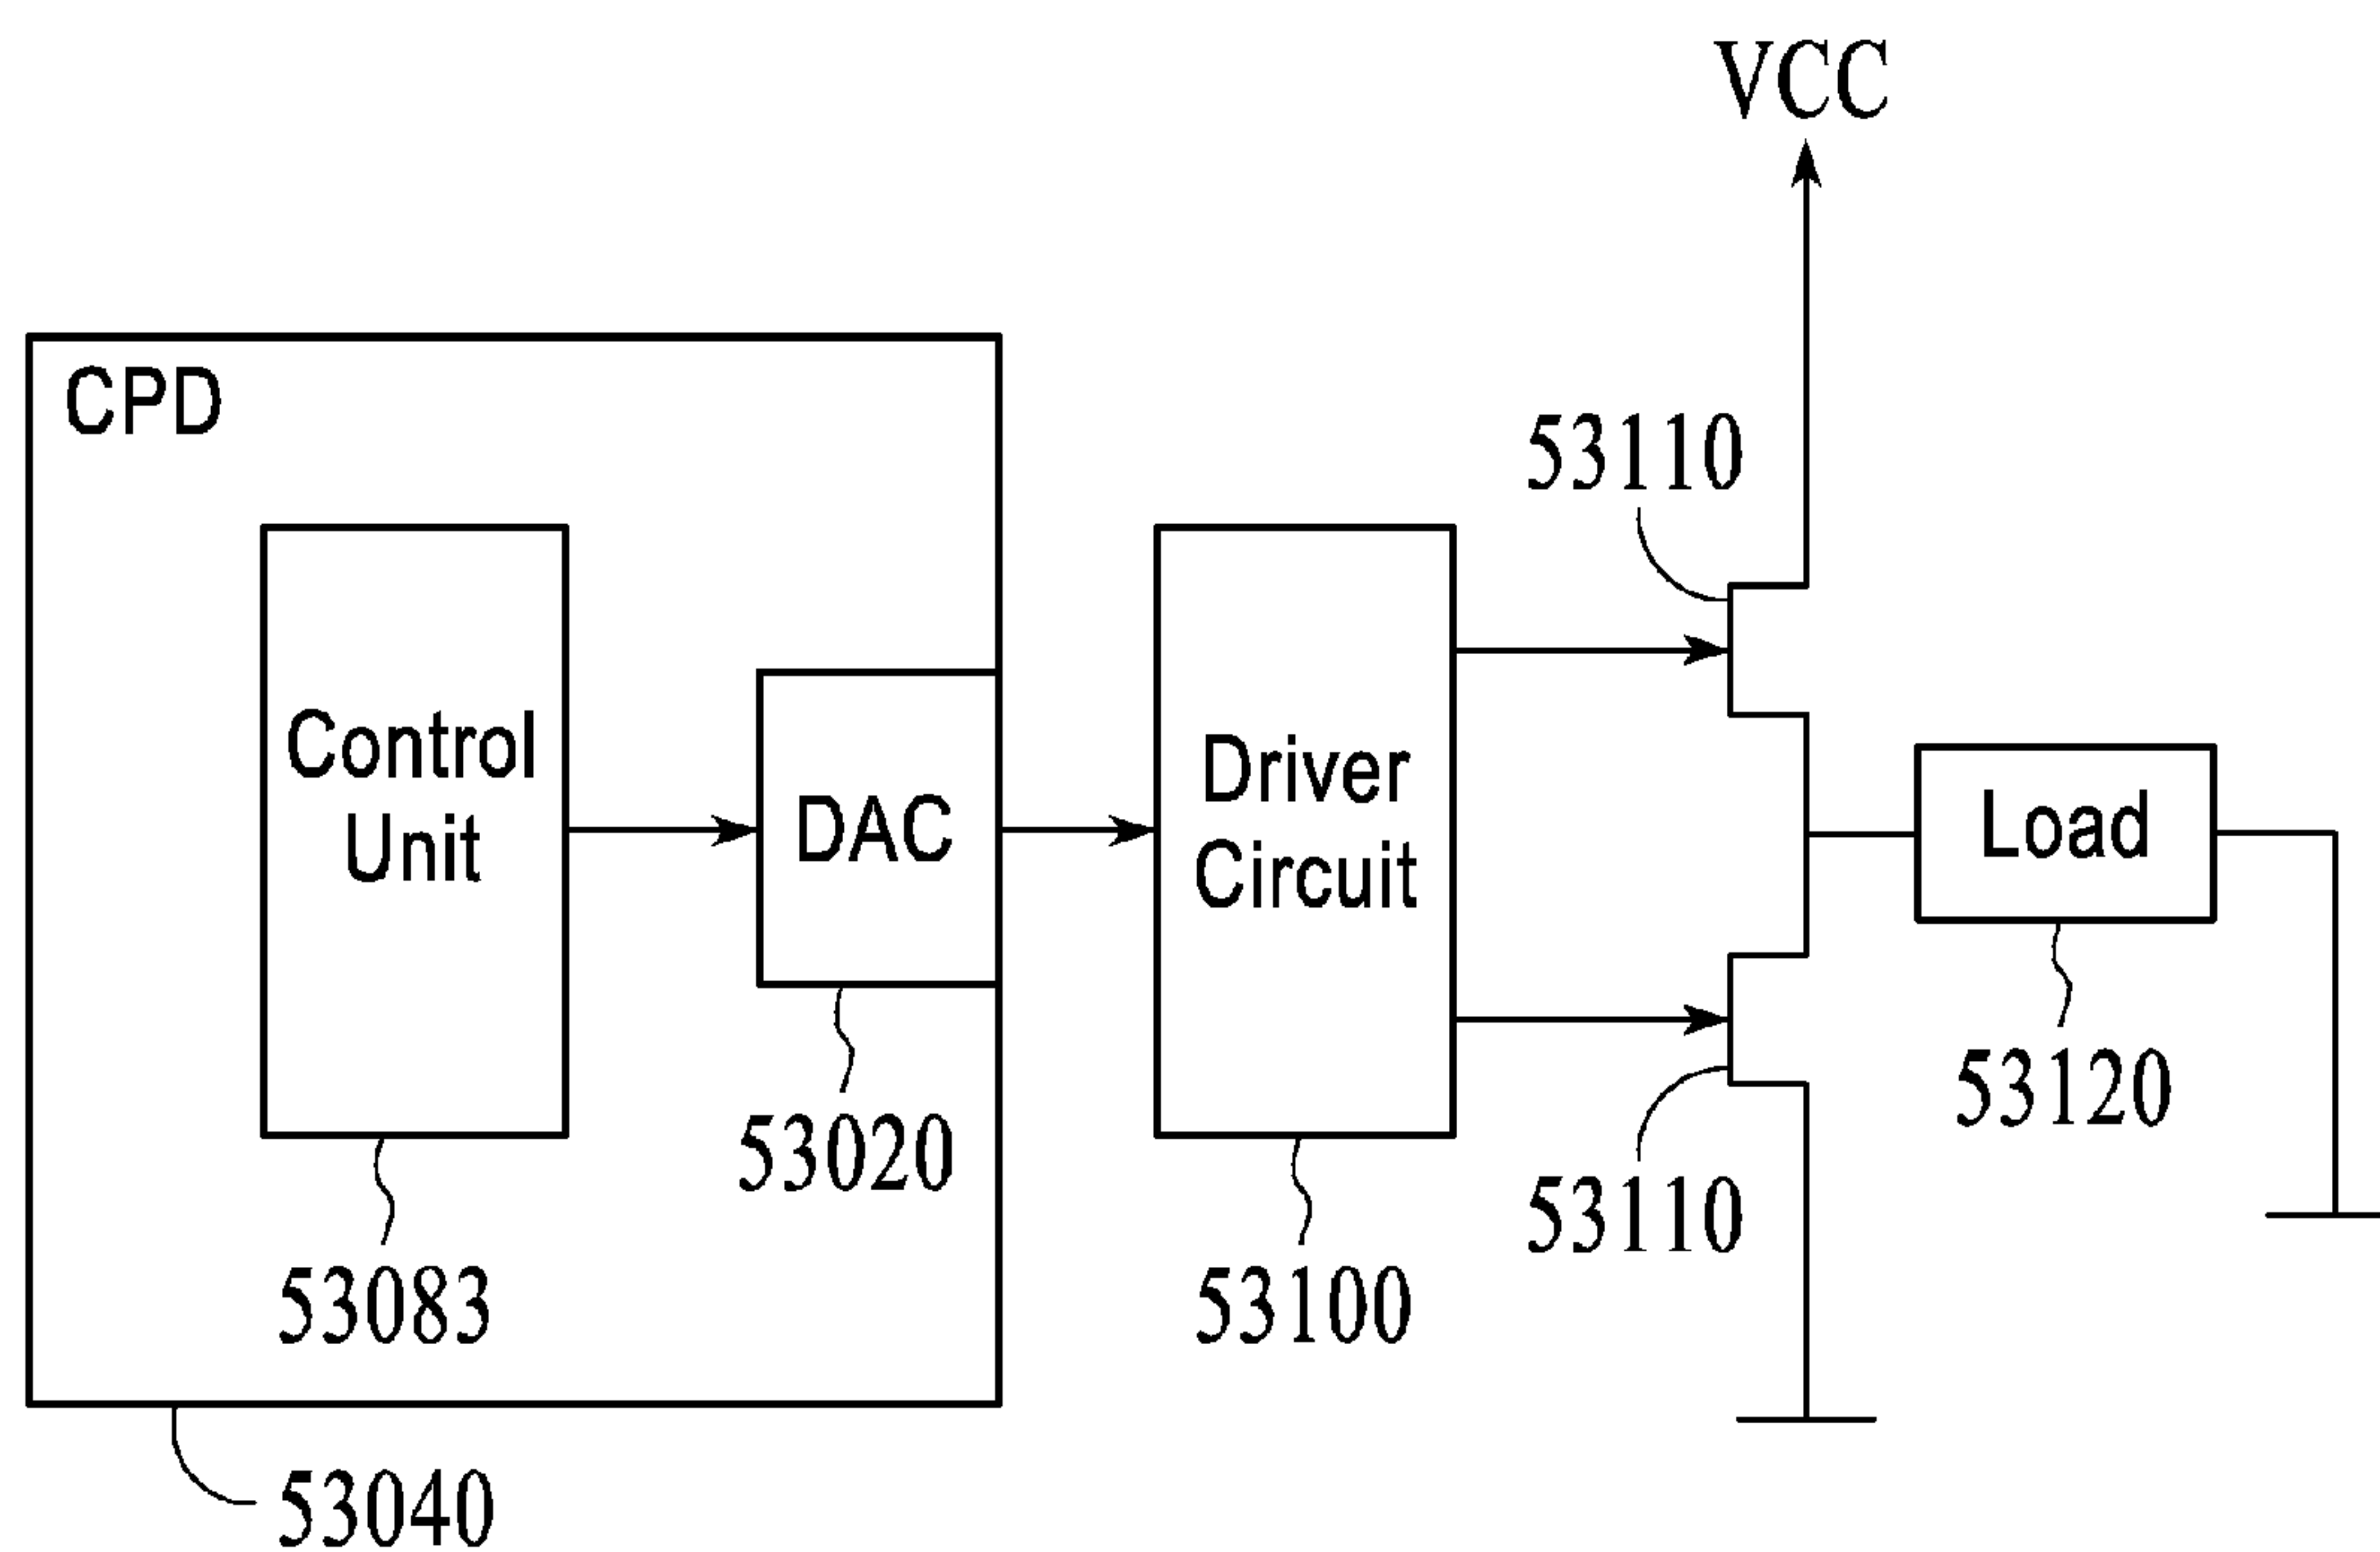 VCC
CPD
53110
Control
Unit
DAC
Driver
Circuit
Load
53020
53120
53110
53083
53100
53040